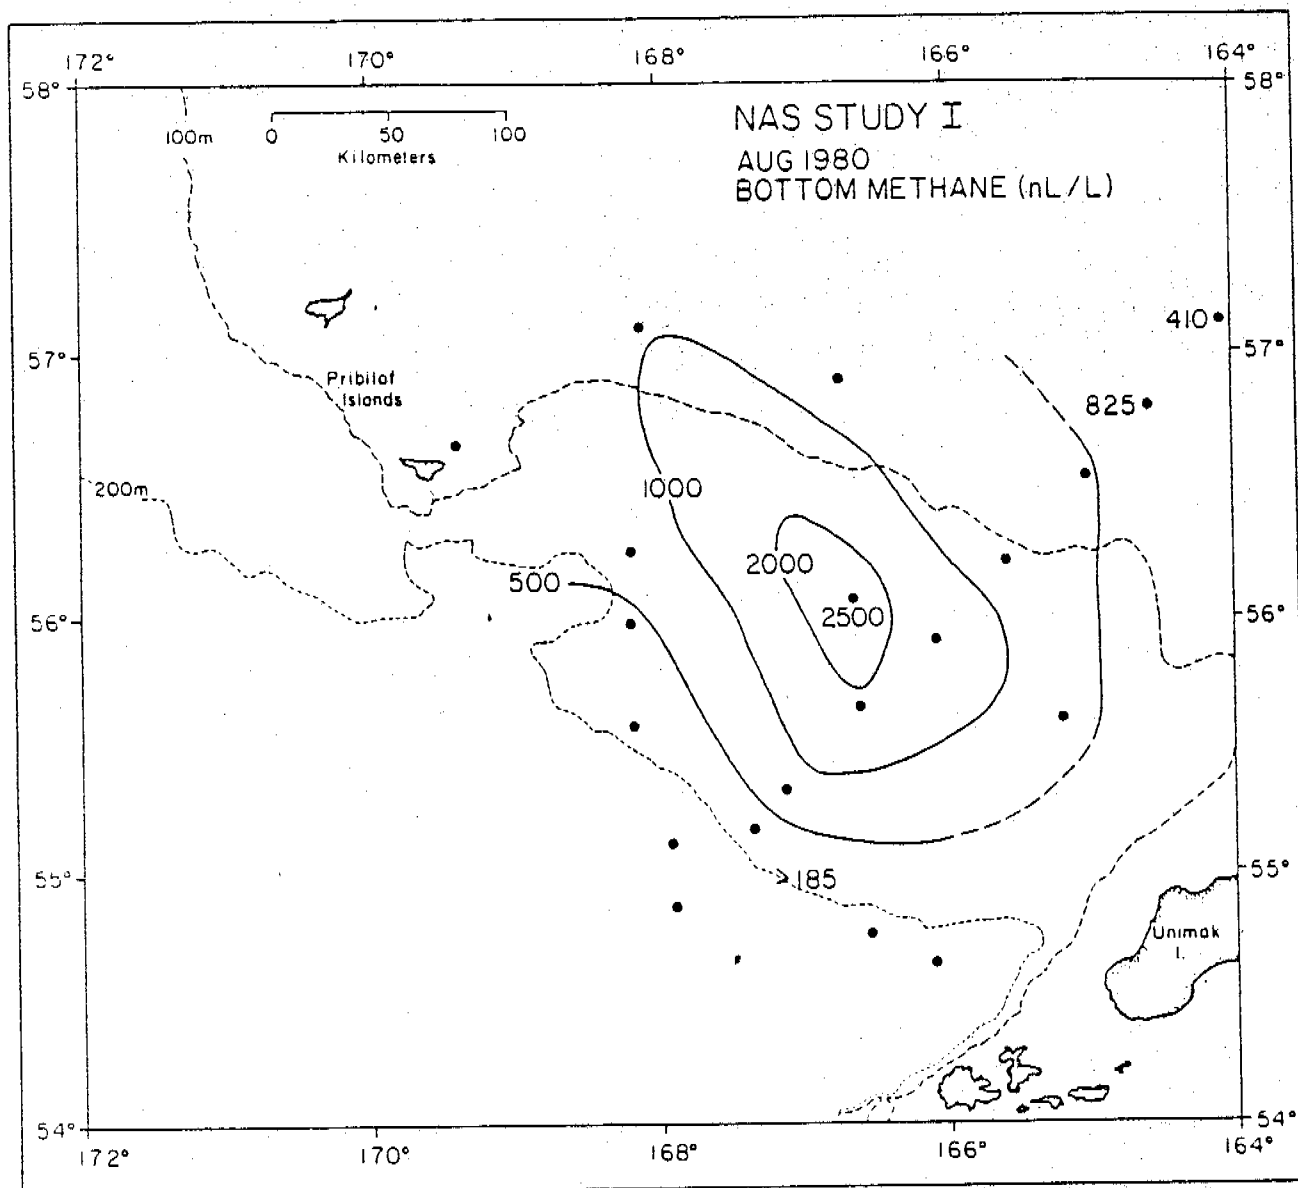 172° 170° 168° 166° 164°
58° 58°
100m 0 50 100
Kilometers
NAS STUDY I
AUG 1980
BOTTOM METHANE (nL/L)
410
57° 57°
Pribilof
Islands
825
200m
1000
2000
500
2500
56° 56°
55° 55°
>185
Unimak
I.
54° 54°
172° 170° 168° 166° 164°